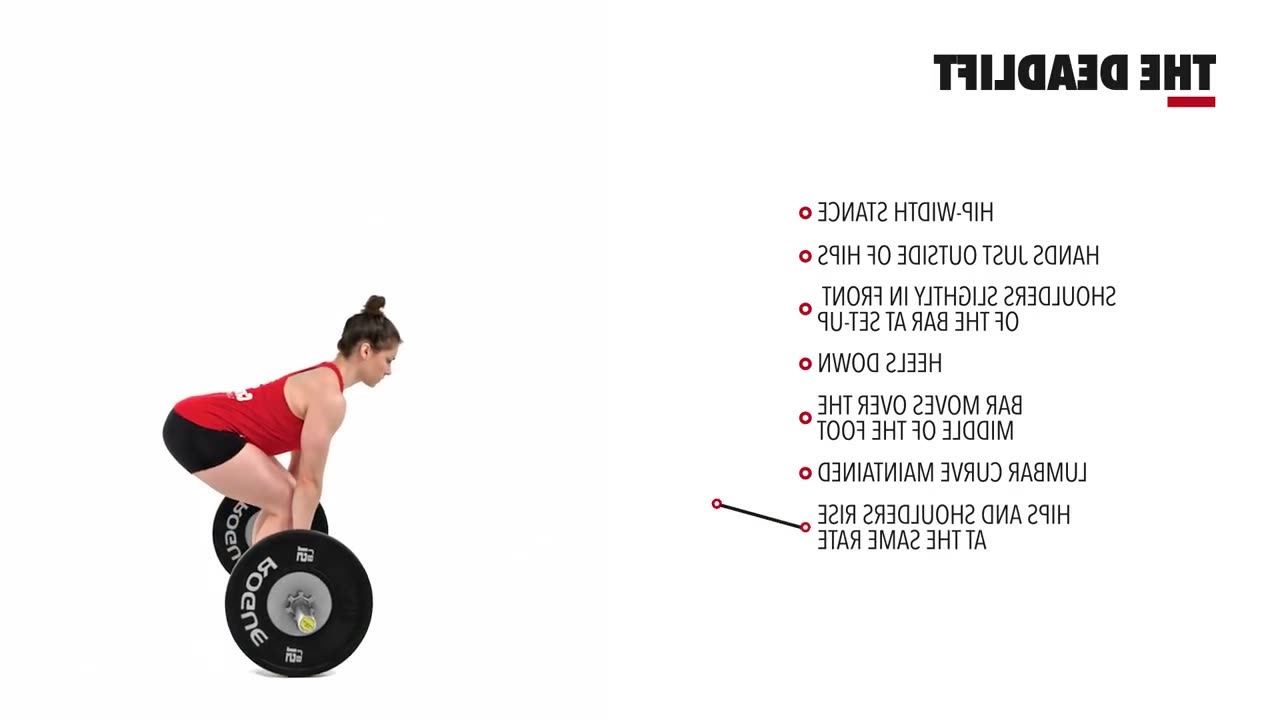 THE DEADLIFT
HIP-WIDTH STANCE
HANDS JUST OUTSIDE OF HIPS
SHOULDERS SLIGHTLY IN FRONT
OF THE BAR AT SET-UP
HEELS DOWN
BAR MOVES OVER THE
MIDDLE OF THE FOOT
LUMBAR CURVE MAINTAINED
HIPS AND SHOULDERS RISE
AT THE SAME RATE
ROGUE
ROGUE